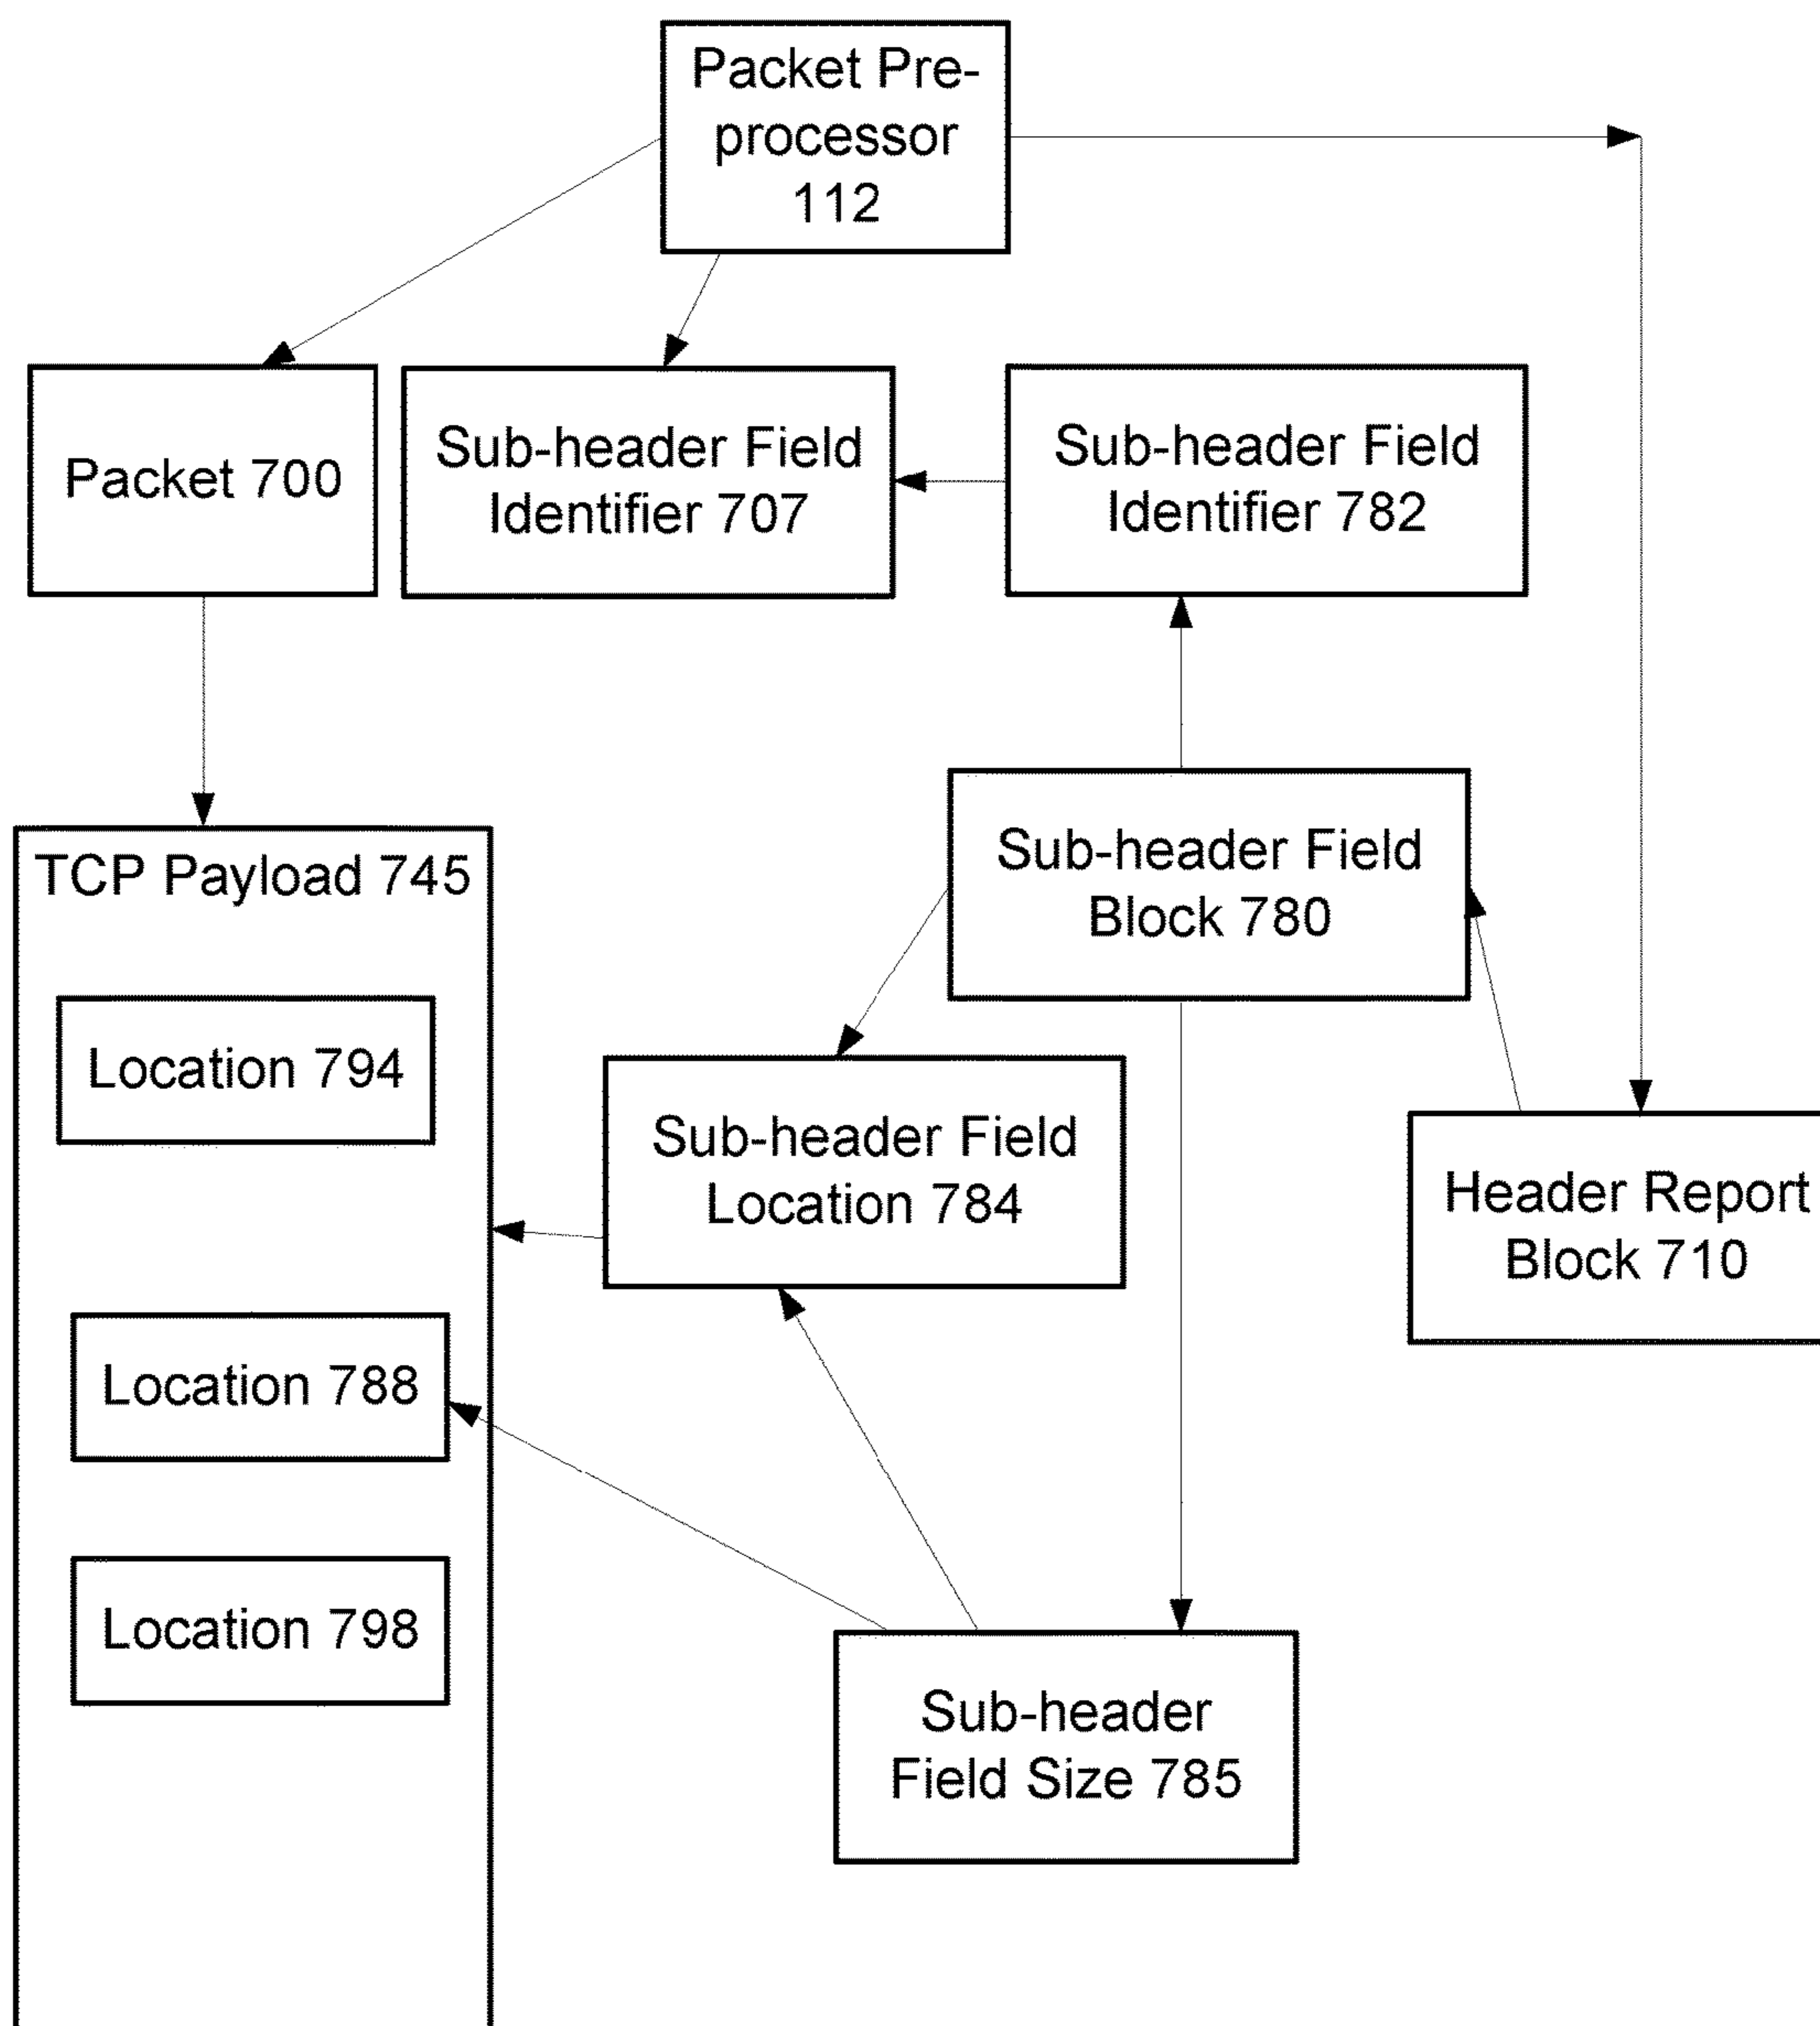 Packet Pre-
processor
112
Packet 700
Sub-header Field
Identifier 707
Sub-header Field
Identifier 782
TCP Payload 745
Sub-header Field
Block 780
Location 794
Sub-header Field
Location 784
Header Report
Block 710
Location 788
Location 798
Sub-header
Field Size 785